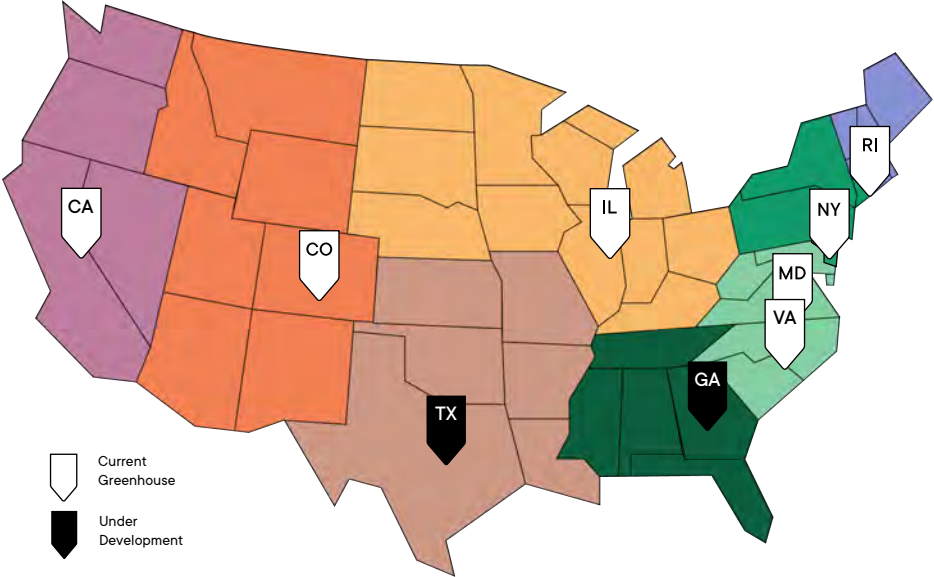 RI
CA
IL
NY
CO
MD
VA
GA
TX
Current
Greenhouse
Under
Development